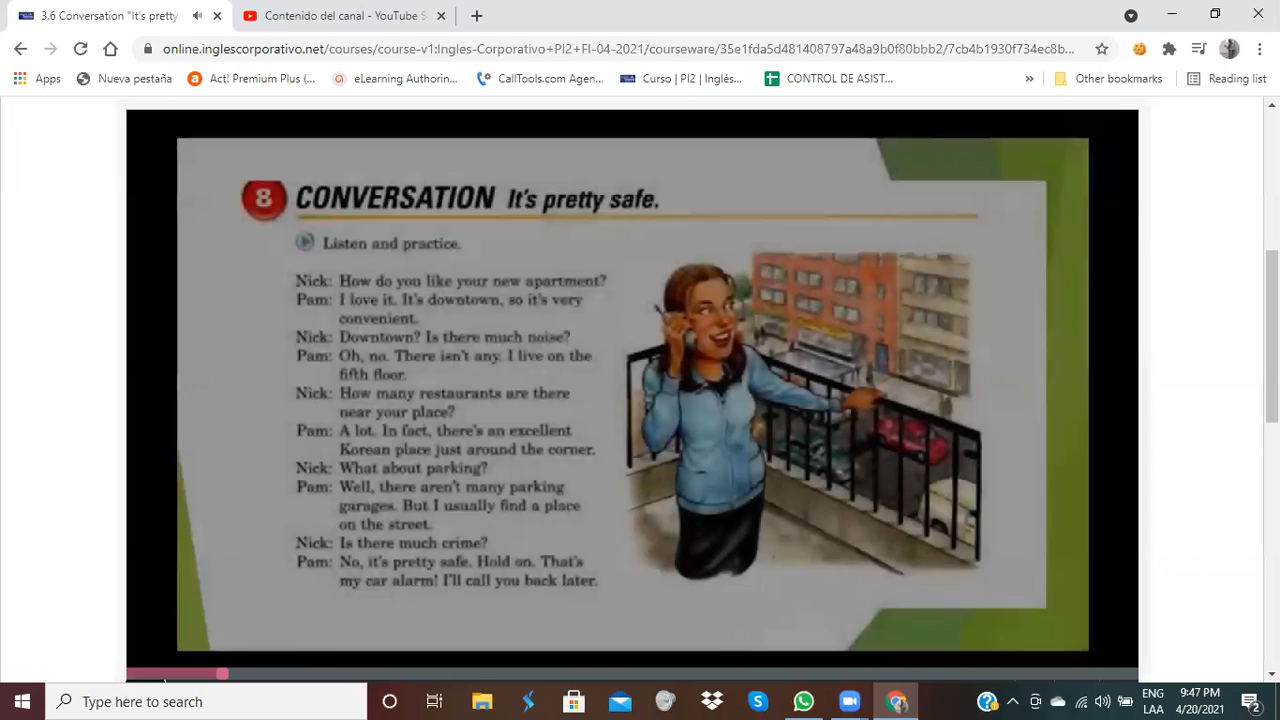 3.6 Conversation "It's pretty
Contenido del canal - YouTube S
online.inglescorporativo.net/courses/course-v1:Ingles-Corporativo+PI2+FI-04-2021/courseware/35e1fda5d481408797a48a9b0f80bbb2/7cb4b1930f734ec8b...
Apps
Nueva pestaña
Act! Premium Plus (...
eLearning Authorin...
CallTools.com Agen...
Curso | PI2 | Inglés...
CONTROL DE ASIST...
»
Other bookmarks
Reading list
8 CONVERSATION It's pretty safe.
Listen and practice.
Nick: How do you like your new apartment?
Pam: I love it. It's downtown, so it's very
convenient.
Nick: Downtown? Is there much noise?
Pam: Oh, no. There isn't any. I live on the
fifth floor.
Nick: How many restaurants are there
near your place?
Pam: A lot. In fact, there's an excellent
Korean place just around the corner.
Nick: What about parking?
Pam: Well, there aren't many parking
garages. But I usually find a place
on the street.
Nick: Is there much crime?
Pam: No, it's pretty safe. Hold on. That's
my car alarm! I'll call you back later.
Type here to search
ENG
LAA
9:47 PM
4/20/2021
2